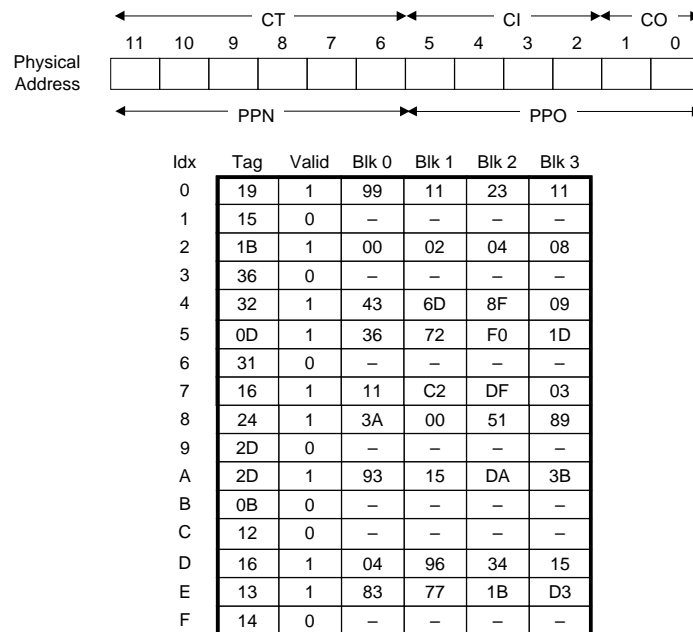 CT CI CO
11 10 9 8 7 6 5 4 3 2 1 0
Physical
Address
PPN PPO
Idx Tag Valid Blk 0 Blk 1 Blk 2 Blk 3
0 19 1 99 11 23 11
1 15 0 – – – –
2 1B 1 00 02 04 08
3 36 0 – – – –
4 32 1 43 6D 8F 09
5 0D 1 36 72 F0 1D
6 31 0 – – – –
7 16 1 11 C2 DF 03
8 24 1 3A 00 51 89
9 2D 0 – – – –
A 2D 1 93 15 DA 3B
B 0B 0 – – – –
C 12 0 – – – –
D 16 1 04 96 34 15
E 13 1 83 77 1B D3
F 14 0 – – – –